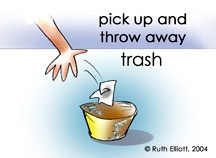 pick up and
throw away
trash
© Ruth Elliott, 2004